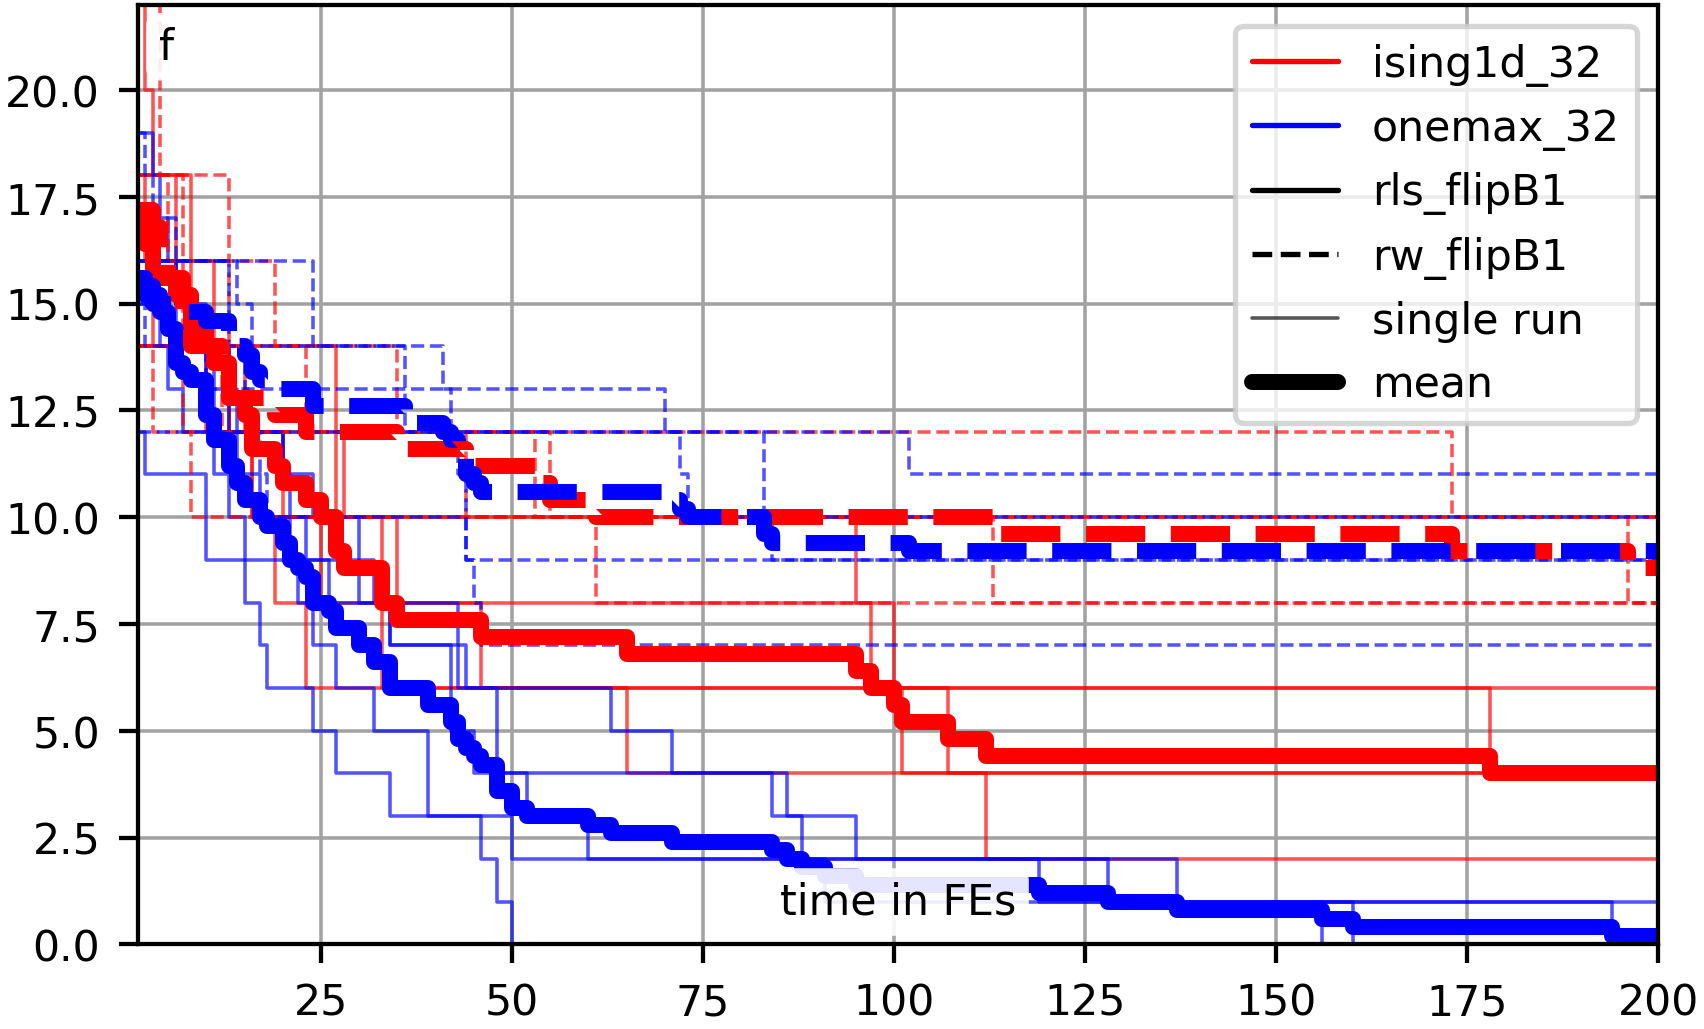 f
20.0
17.5
15.0
12.5
10.0
7.5
5.0
2.5
0.0
ising1d_32
onemax_32
rls_flipB1
rw_flipB1
single run
mean
time in FEs
25 50 75 100 125 150 175 200